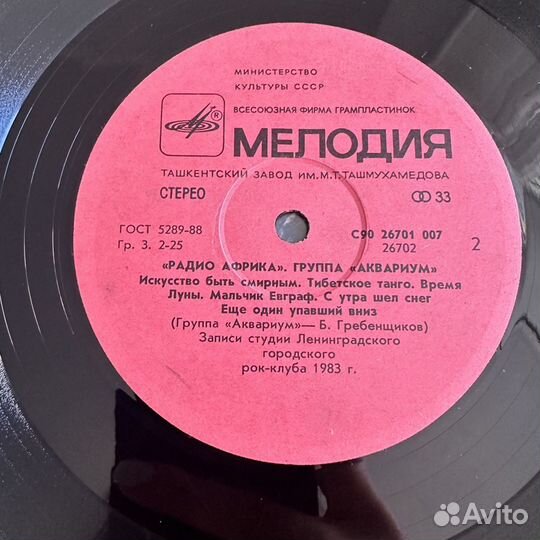 МИНИСТЕРСТВО
КУЛЬТУРЫ СССР
ВСЕСОЮЗНАЯ ФИРМА ГРАМПЛАСТИНОК
® МЕЛОДИЯ
ТАШКЕНТСКИЙ ЗАВОД ИМ. М. Т. ТАШМУХАМЕДОВА
СТЕРЕО 33
ГОСТ 5289-88 С90 26701 007
Гр. 3. 2-25 26702 2
«РАДИО АФРИКА». ГРУППА «АКВАРИУМ»
Искусство быть смирным. Тибетское танго. Время
Луны. Мальчик Евграф. С утра шел снег
Еще один упавший вниз
(Группа «Аквариум»— Б. Гребенщиков)
Записи студии Ленинградского
городского
рок-клуба 1983 г.
Avito